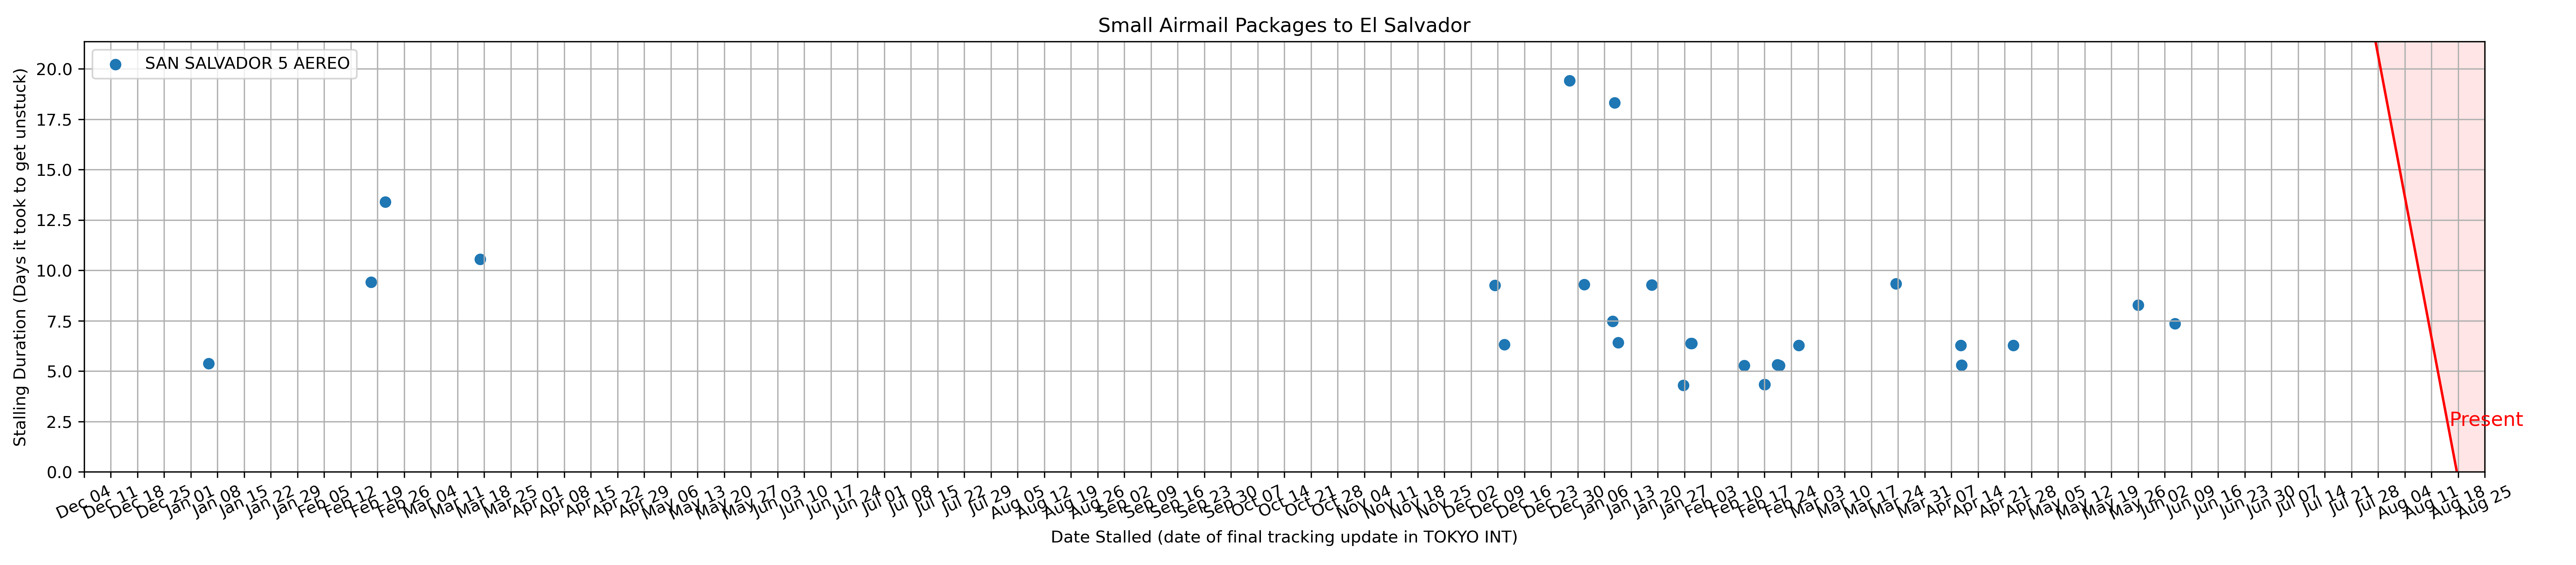 Small Airmail Packages to El Salvador
SAN SALVADOR 5 AEREO
Stalling Duration (Days it took to get unstuck)
20.0
17.5
15.0
12.5
10.0
7.5
5.0
2.5
0.0
Present
Dec 04
Dec 11
Dec 18
Dec 25
Jan 01
Jan 08
Jan 15
Jan 22
Jan 29
Feb 05
Feb 12
Feb 19
Feb 26
Mar 04
Mar 11
Mar 18
Mar 25
Apr 01
Apr 08
Apr 15
Apr 22
Apr 29
May 06
May 13
May 20
May 27
Jun 03
Jun 10
Jun 17
Jun 24
Jul 01
Jul 08
Jul 15
Jul 22
Jul 29
Aug 05
Aug 12
Aug 19
Aug 26
Sep 02
Sep 09
Sep 16
Sep 23
Sep 30
Oct 07
Oct 14
Oct 21
Oct 28
Nov 04
Nov 11
Nov 18
Nov 25
Dec 02
Dec 09
Dec 16
Dec 23
Dec 30
Jan 06
Jan 13
Jan 20
Jan 27
Feb 03
Feb 10
Feb 17
Feb 24
Mar 03
Mar 10
Mar 17
Mar 24
Mar 31
Apr 07
Apr 14
Apr 21
Apr 28
May 05
May 12
May 19
May 26
Jun 02
Jun 09
Jun 16
Jun 23
Jun 30
Jul 07
Jul 14
Jul 21
Jul 28
Aug 04
Aug 11
Aug 18
Aug 25
Date Stalled (date of final tracking update in TOKYO INT)